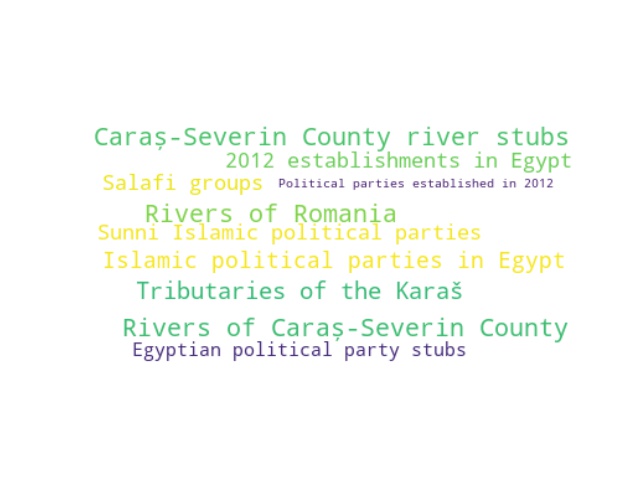 Caraș-Severin County river stubs
2012 establishments in Egypt
Salafi groups
Political parties established in 2012
Rivers of Romania
Sunni Islamic political parties
Islamic political parties in Egypt
Tributaries of the Karaš
Rivers of Caraș-Severin County
Egyptian political party stubs